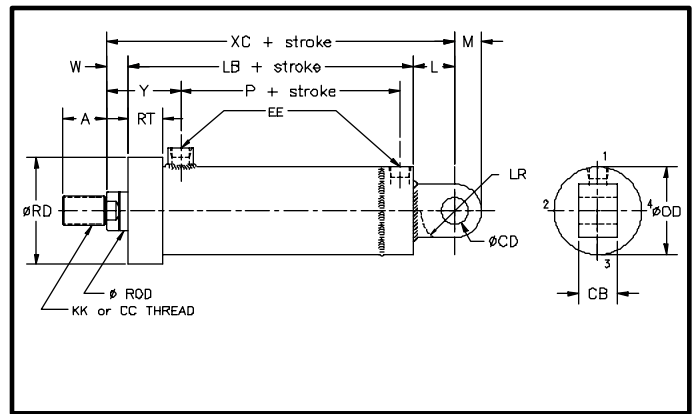 XC + stroke
M
W
LB + stroke
L
Y
P + stroke
A
RT
EE
LR
1
øRD
2
4
øOD
øCD
3
ø ROD
CB
KK or CC THREAD